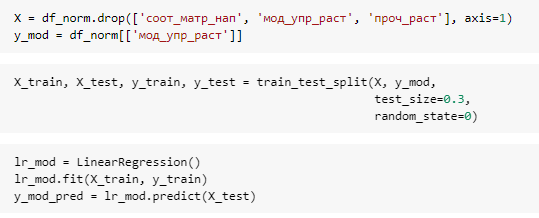 X = df_norm.drop(['соот_матр_нап', 'мод_упр_раст', 'проч_раст'], axis=1)
y_mod = df_norm[['мод_упр_раст']]
X_train, X_test, y_train, y_test = train_test_split(X, y_mod,
test_size=0.3,
random_state=0)
lr_mod = LinearRegression()
lr_mod.fit(X_train, y_train)
y_mod_pred = lr_mod.predict(X_test)